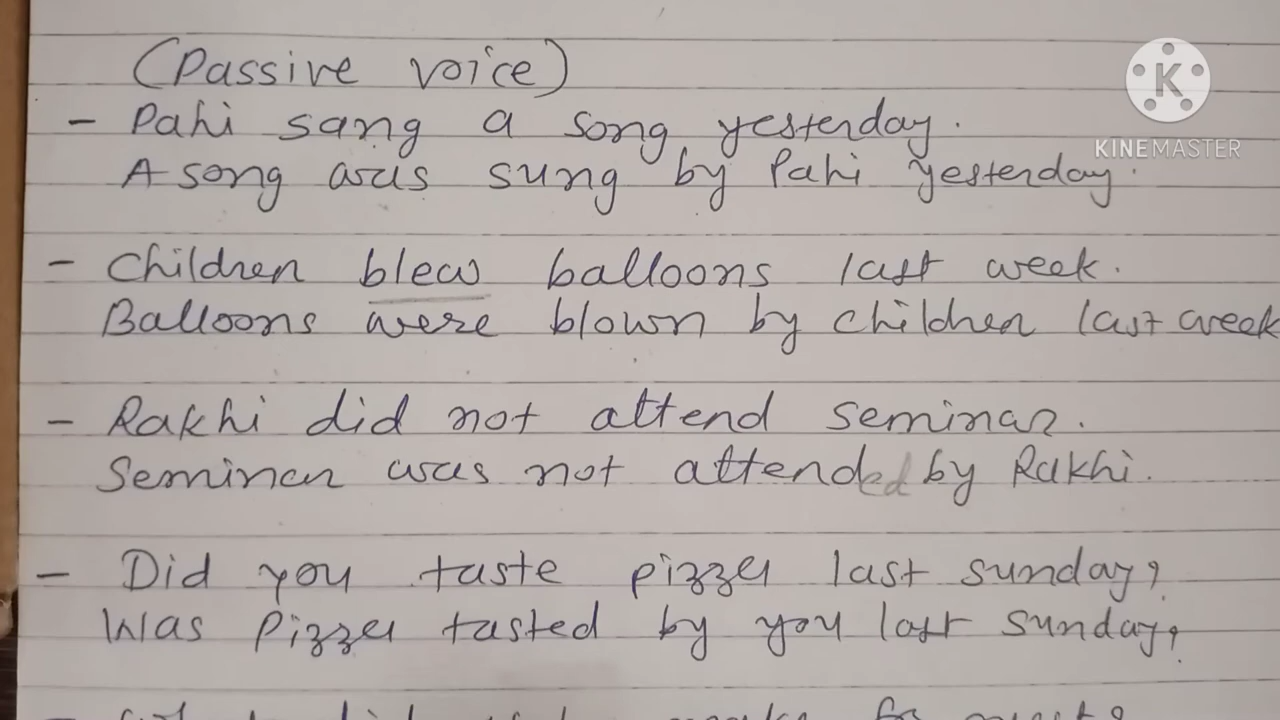 (Passive voice)
- Pahi sang a song yesterday.
A song was sung by Pahi yesterday.
- Children blew balloons last week.
Balloons were blown by children last week
- Rakhi did not attend seminar.
Seminar was not attended by Rakhi.
- Did you taste pizza last sunday?
Was Pizza tasted by you last sunday?
K
KINEMASTER